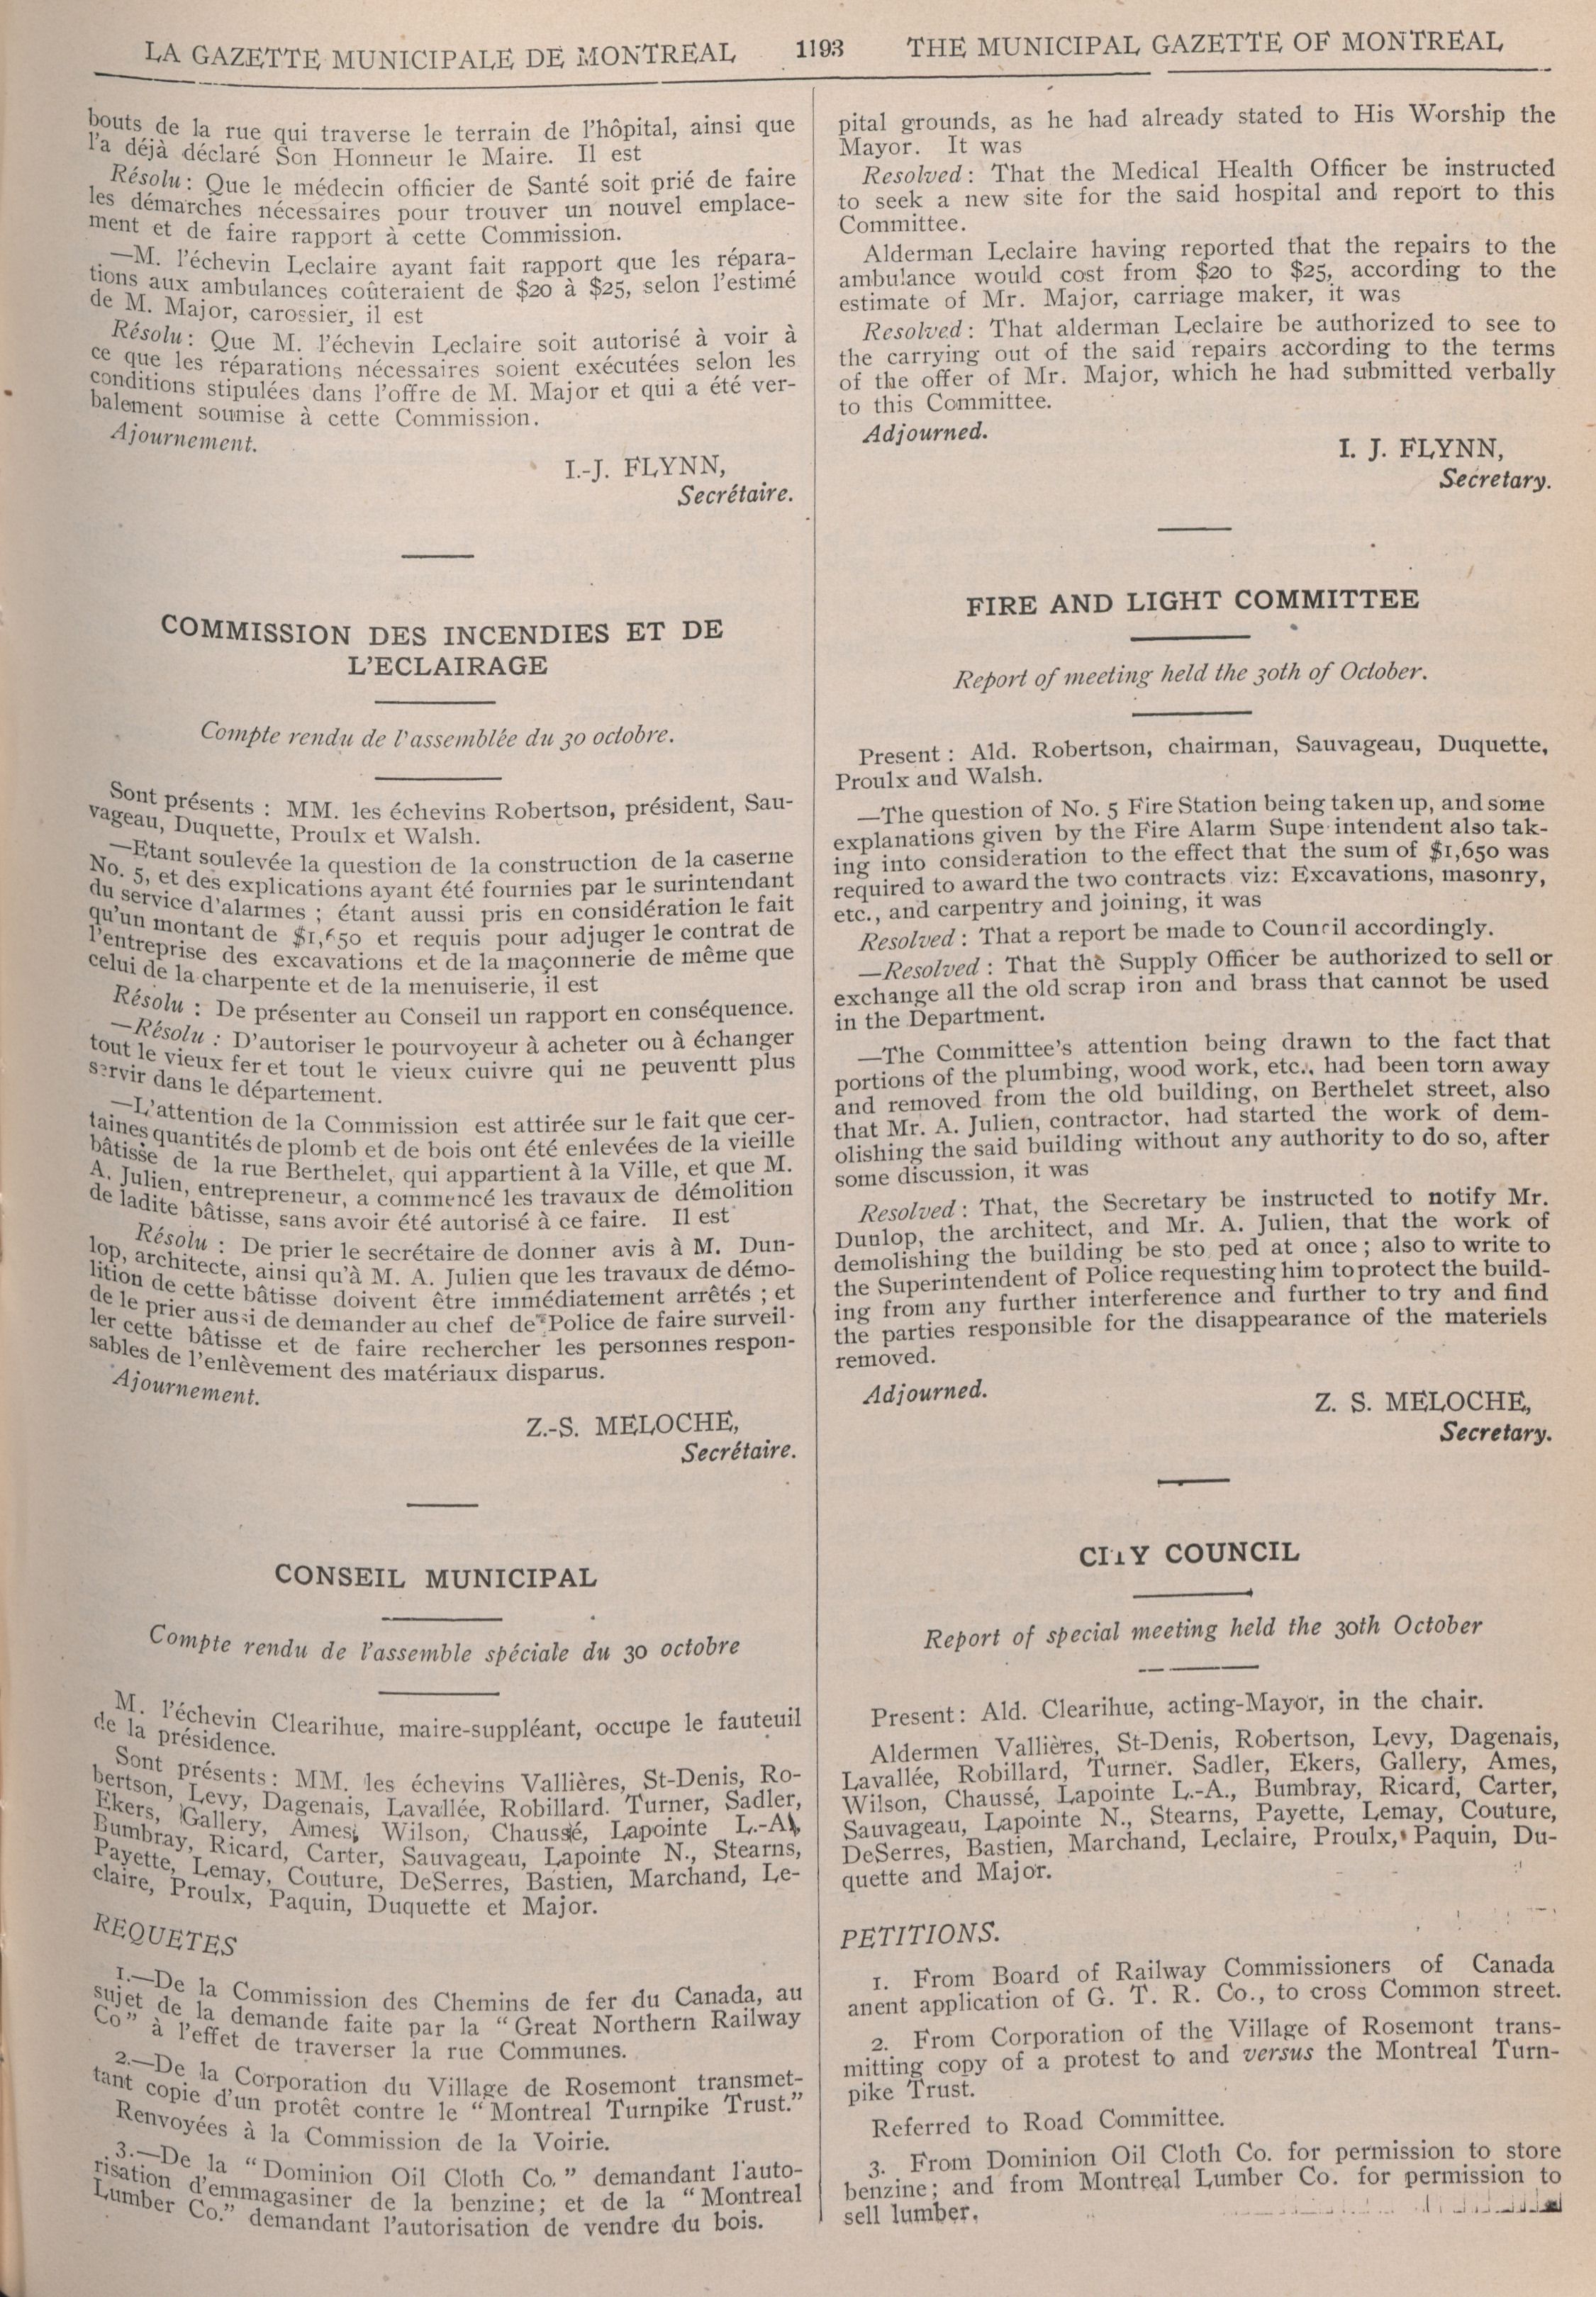 LA GAZETTE MUNICIPALE DE MONTREAL 1193 THE MUNICIPAL GAZETTE OF MONTREAL
bouts de la rue qui traverse le terrain de l'hôpital, ainsi que
l'a déjà déclaré Son Honneur le Maire. Il est
Résolu: Que le médecin officier de Santé soit prié de faire
les démarches nécessaires pour trouver un nouvel emplace-
ment et de faire rapport à cette Commission.
—M. l'échevin Leclaire ayant fait rapport que les répara-
tions aux ambulances coûteraient de $20 à $25, selon l'estimé
de M. Major, carossier, il est
Résolu: Que M. l'échevin Leclaire soit autorisé à voir à
ce que les réparations nécessaires soient exécutées selon les
conditions stipulées dans l'offre de M. Major et qui a été ver-
balement soumise à cette Commission.
Ajournement.
I.-J. FLYNN,
Secrétaire.
COMMISSION DES INCENDIES ET DE
L'ECLAIRAGE
Compte rendu de l'assemblée du 30 octobre.
Sont présents : MM. les échevins Robertson, président, Sau-
vageau, Duquette, Proulx et Walsh.
—Etant soulevée la question de la construction de la caserne
No. 5, et des explications ayant été fournies par le surintendant
du service d'alarmes ; étant aussi pris en considération le fait
qu'un montant de $1,650 et requis pour adjuger le contrat de
l'entreprise des excavations et de la maçonnerie de même que
celui de la charpente et de la menuiserie, il est
Résolu : De présenter au Conseil un rapport en conséquence.
—Résolu : D'autoriser le pourvoyeur à acheter ou à échanger
tout le vieux fer et tout le vieux cuivre qui ne peuventt plus
servir dans le département.
—L'attention de la Commission est attirée sur le fait que cer-
taines quantités de plomb et de bois ont été enlevées de la vieille
bâtisse de la rue Berthelet, qui appartient à la Ville, et que M.
A. Julien, entrepreneur, a commencé les travaux de démolition
de ladite bâtisse, sans avoir été autorisé à ce faire. Il est
Résolu : De prier le secrétaire de donner avis à M. Dun-
lop, architecte, ainsi qu'à M. A. Julien que les travaux de démo-
lition de cette bâtisse doivent être immédiatement arrêtés ; et
de le prier aussi de demander au chef de Police de faire surveil-
ler cette bâtisse et de faire rechercher les personnes respon-
sables de l'enlèvement des matériaux disparus.
Ajournement.
Z.-S. MELOCHE,
Secrétaire.
CONSEIL MUNICIPAL
Compte rendu de l'assemble spéciale du 30 octobre
M. l'échevin Clearihue, maire-suppléant, occupe le fauteuil
de la présidence.
Sont présents: MM. les échevins Vallières, St-Denis, Ro-
bertson, Levy, Dagenais, Lavallée, Robillard. Turner, Sadler,
Ekers, Gallery, Ames, Wilson, Chaussé, Lapointe L.-A.,
Bumbray, Ricard, Carter, Sauvageau, Lapointe N., Stearns,
Payette, Lemay, Couture, DeSerres, Bastien, Marchand, Le-
claire, Proulx, Paquin, Duquette et Major.
REQUETES
1.—De la Commission des Chemins de fer du Canada, au
sujet de la demande faite par la "Great Northern Railway
Co" à l'effet de traverser la rue Communes.
2.—De la Corporation du Village de Rosemont transmet-
tant copie d'un protêt contre le "Montreal Turnpike Trust."
Renvoyées à la Commission de la Voirie.
3.—De la "Dominion Oil Cloth Co." demandant l'auto-
risation d'emmagasiner de la benzine; et de la "Montreal
Lumber Co." demandant l'autorisation de vendre du bois.
pital grounds, as he had already stated to His Worship the
Mayor. It was
Resolved: That the Medical Health Officer be instructed
to seek a new site for the said hospital and report to this
Committee.
Alderman Leclaire having reported that the repairs to the
ambulance would cost from $20 to $25, according to the
estimate of Mr. Major, carriage maker, it was
Resolved: That alderman Leclaire be authorized to see to
the carrying out of the said repairs according to the terms
of the offer of Mr. Major, which he had submitted verbally
to this Committee.
Adjourned.
I. J. FLYNN,
Secretary.
FIRE AND LIGHT COMMITTEE
Report of meeting held the 30th of October.
Present : Ald. Robertson, chairman, Sauvageau, Duquette,
Proulx and Walsh.
—The question of No. 5 Fire Station being taken up, and some
explanations given by the Fire Alarm Supe intendent also tak-
ing into consideration to the effect that the sum of $1,650 was
required to award the two contracts viz: Excavations, masonry,
etc., and carpentry and joining, it was
Resolved : That a report be made to Council accordingly.
—Resolved : That the Supply Officer be authorized to sell or
exchange all the old scrap iron and brass that cannot be used
in the Department.
—The Committee's attention being drawn to the fact that
portions of the plumbing, wood work, etc., had been torn away
and removed from the old building, on Berthelet street, also
that Mr. A. Julien, contractor, had started the work of dem-
olishing the said building without any authority to do so, after
some discussion, it was
Resolved : That, the Secretary be instructed to notify Mr.
Dunlop, the architect, and Mr. A. Julien, that the work of
demolishing the building be sto ped at once ; also to write to
the Superintendent of Police requesting him to protect the build-
ing from any further interference and further to try and find
the parties responsible for the disappearance of the materiels
removed.
Adjourned.
Z. S. MELOCHE,
Secretary.
CITY COUNCIL
Report of special meeting held the 30th October
Present: Ald. Clearihue, acting-Mayor, in the chair.
Aldermen Vallières, St-Denis, Robertson, Levy, Dagenais,
Lavallée, Robillard, Turner. Sadler, Ekers, Gallery, Ames,
Wilson, Chaussé, Lapointe L.-A., Bumbray, Ricard, Carter,
Sauvageau, Lapointe N., Stearns, Payette, Lemay, Couture,
DeSerres, Bastien, Marchand, Leclaire, Proulx, Paquin, Du-
quette and Major.
PETITIONS.
1. From Board of Railway Commissioners of Canada
anent application of G. T. R. Co., to cross Common street.
2. From Corporation of the Village of Rosemont trans-
mitting copy of a protest to and versus the Montreal Turn-
pike Trust.
Referred to Road Committee.
3. From Dominion Oil Cloth Co. for permission to store
benzine; and from Montreal Lumber Co. for permission to
sell lumber.